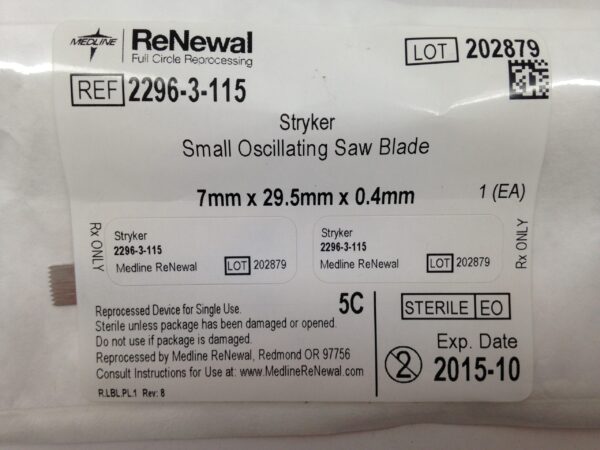 MEDLINE
ReNewal
Full Circle Reprocessing
LOT 202879
REF 2296-3-115
Stryker
Small Oscillating Saw Blade
7mm x 29.5mm x 0.4mm
1 (EA)
Rx ONLY
Stryker
2296-3-115
Medline ReNewal
LOT 202879
Stryker
2296-3-115
Medline ReNewal
LOT 202879
Rx ONLY
Reprocessed Device for Single Use.
Sterile unless package has been damaged or opened.
Do not use if package is damaged.
Reprocessed by Medline ReNewal, Redmond OR 97756
Consult Instructions for Use at: www.MedlineReNewal.com
R.LBL.PL.1 Rev: 8
5C
STERILE EO
2
Exp. Date
2015-10